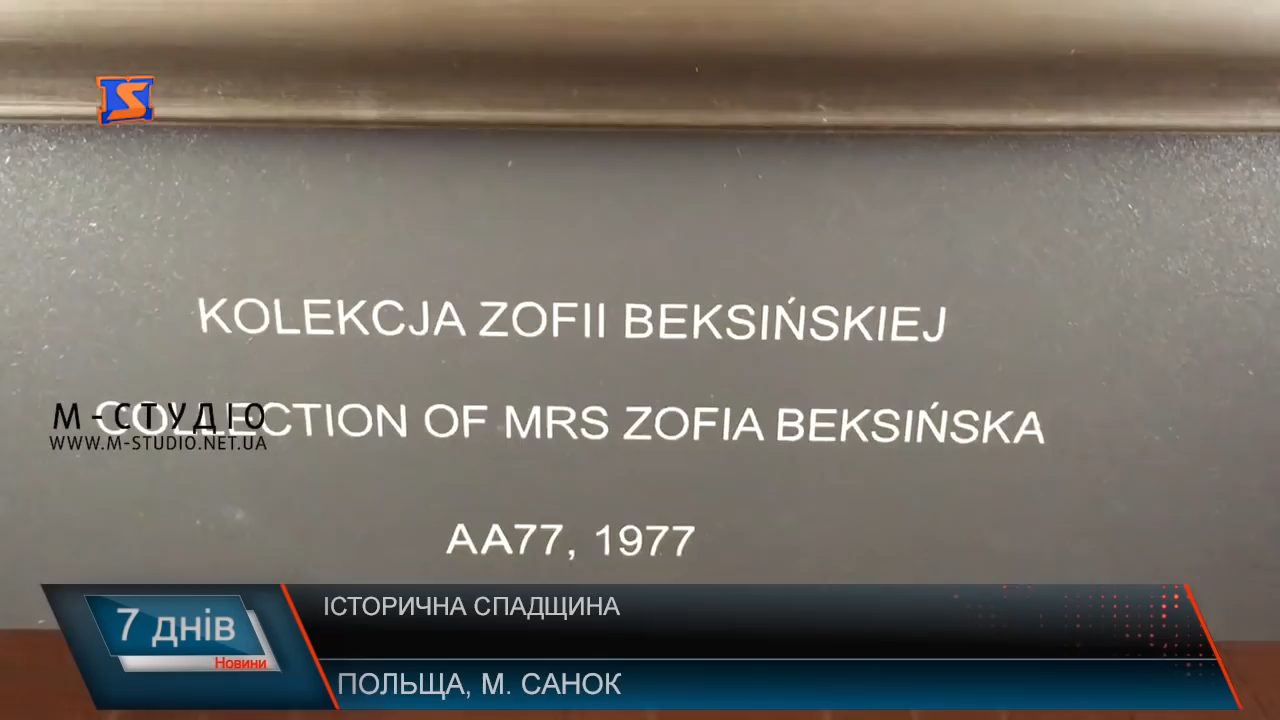 KOLEKCJA ZOFII BEKSIŃSKIEJ
COLLECTION OF MRS ZOFIA BEKSIŃSKA
М-СТУДІО
WWW.M-STUDIO.NET.UA
AA77, 1977
7 днів
Новини
ІСТОРИЧНА СПАДЩИНА
ПОЛЬЩА, М. САНОК